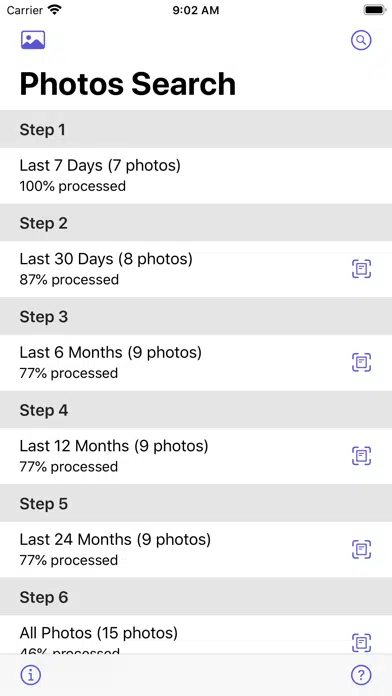 Carrier 9:02 AM
Photos Search
Step 1
Last 7 Days (7 photos)
100% processed
Step 2
Last 30 Days (8 photos)
87% processed
Step 3
Last 6 Months (9 photos)
77% processed
Step 4
Last 12 Months (9 photos)
77% processed
Step 5
Last 24 Months (9 photos)
77% processed
Step 6
All Photos (15 photos)
46% processed